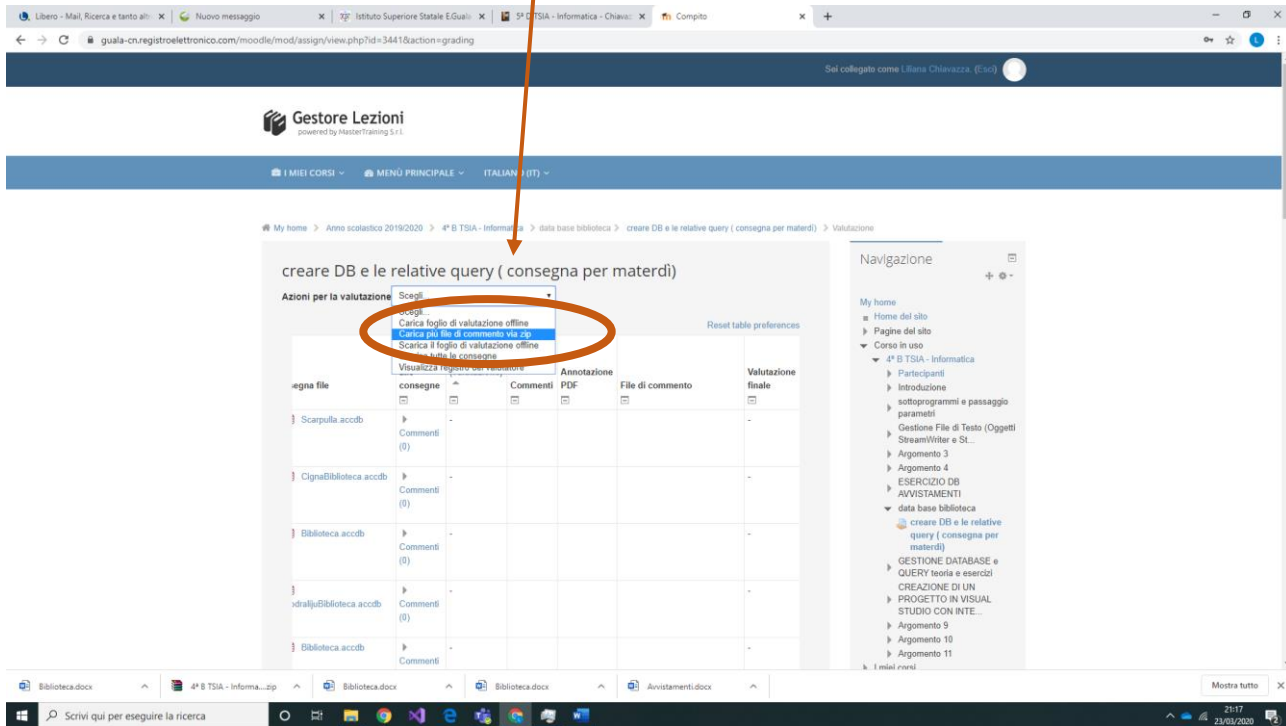 Libero - Mail, Ricerca e tanto alt
Nuovo messaggio
Istituto Superiore Statale E.Guala
5ª D TSIA - Informatica - Chiavaz
Compito
guala-cn.registroelettronico.com/moodle/mod/assign/view.php?id=3441&action=grading
Sei collegato come Liliana Chiavazza. (Esci)
Gestore Lezioni
powered by MasterTraining S.r.l.
I MIEI CORSI
MENÙ PRINCIPALE
ITALIANO (IT)
My home > Anno scolastico 2019/2020 > 4ª B TSIA - Informatica > data base biblioteca > creare DB e le relative query ( consegna per materdì) > Valutazione
creare DB e le relative query ( consegna per materdì)
Azioni per la valutazione Scegli...
Scegli...
Carica foglio di valutazione offline
Carica più file di commento via zip
Scarica il foglio di valutazione offline
tutte le consegne
Visualizza registro del valutatore
Reset table preferences
segna file
consegne
Commenti
Annotazione PDF
File di commento
Valutazione finale
Scarpulla.accdb
Commenti (0)
-
-
CignaBiblioteca.accdb
Commenti (0)
-
-
Biblioteca.accdb
Commenti (0)
-
-
odralijuBiblioteca.accdb
Commenti (0)
-
-
Biblioteca.accdb
Commenti
-
-
Navigazione
My home
Home del sito
Pagine del sito
Corso in uso
4ª B TSIA - Informatica
Partecipanti
Introduzione
sottoprogrammi e passaggio
parametri
Gestione File di Testo (Oggetti
StreamWriter e St...
Argomento 3
Argomento 4
ESERCIZIO DB
AVVISTAMENTI
data base biblioteca
creare DB e le relative
query ( consegna per
materdì)
GESTIONE DATABASE e
QUERY teoria e esercizi
CREAZIONE DI UN
PROGETTO IN VISUAL
STUDIO CON INTE...
Argomento 9
Argomento 10
Argomento 11
I miei corsi
Biblioteca.docx
4ª B TSIA - Informa....zip
Biblioteca.docx
Biblioteca.docx
Avvistamenti.docx
Mostra tutto
Scrivi qui per eseguire la ricerca
21:17
23/03/2020